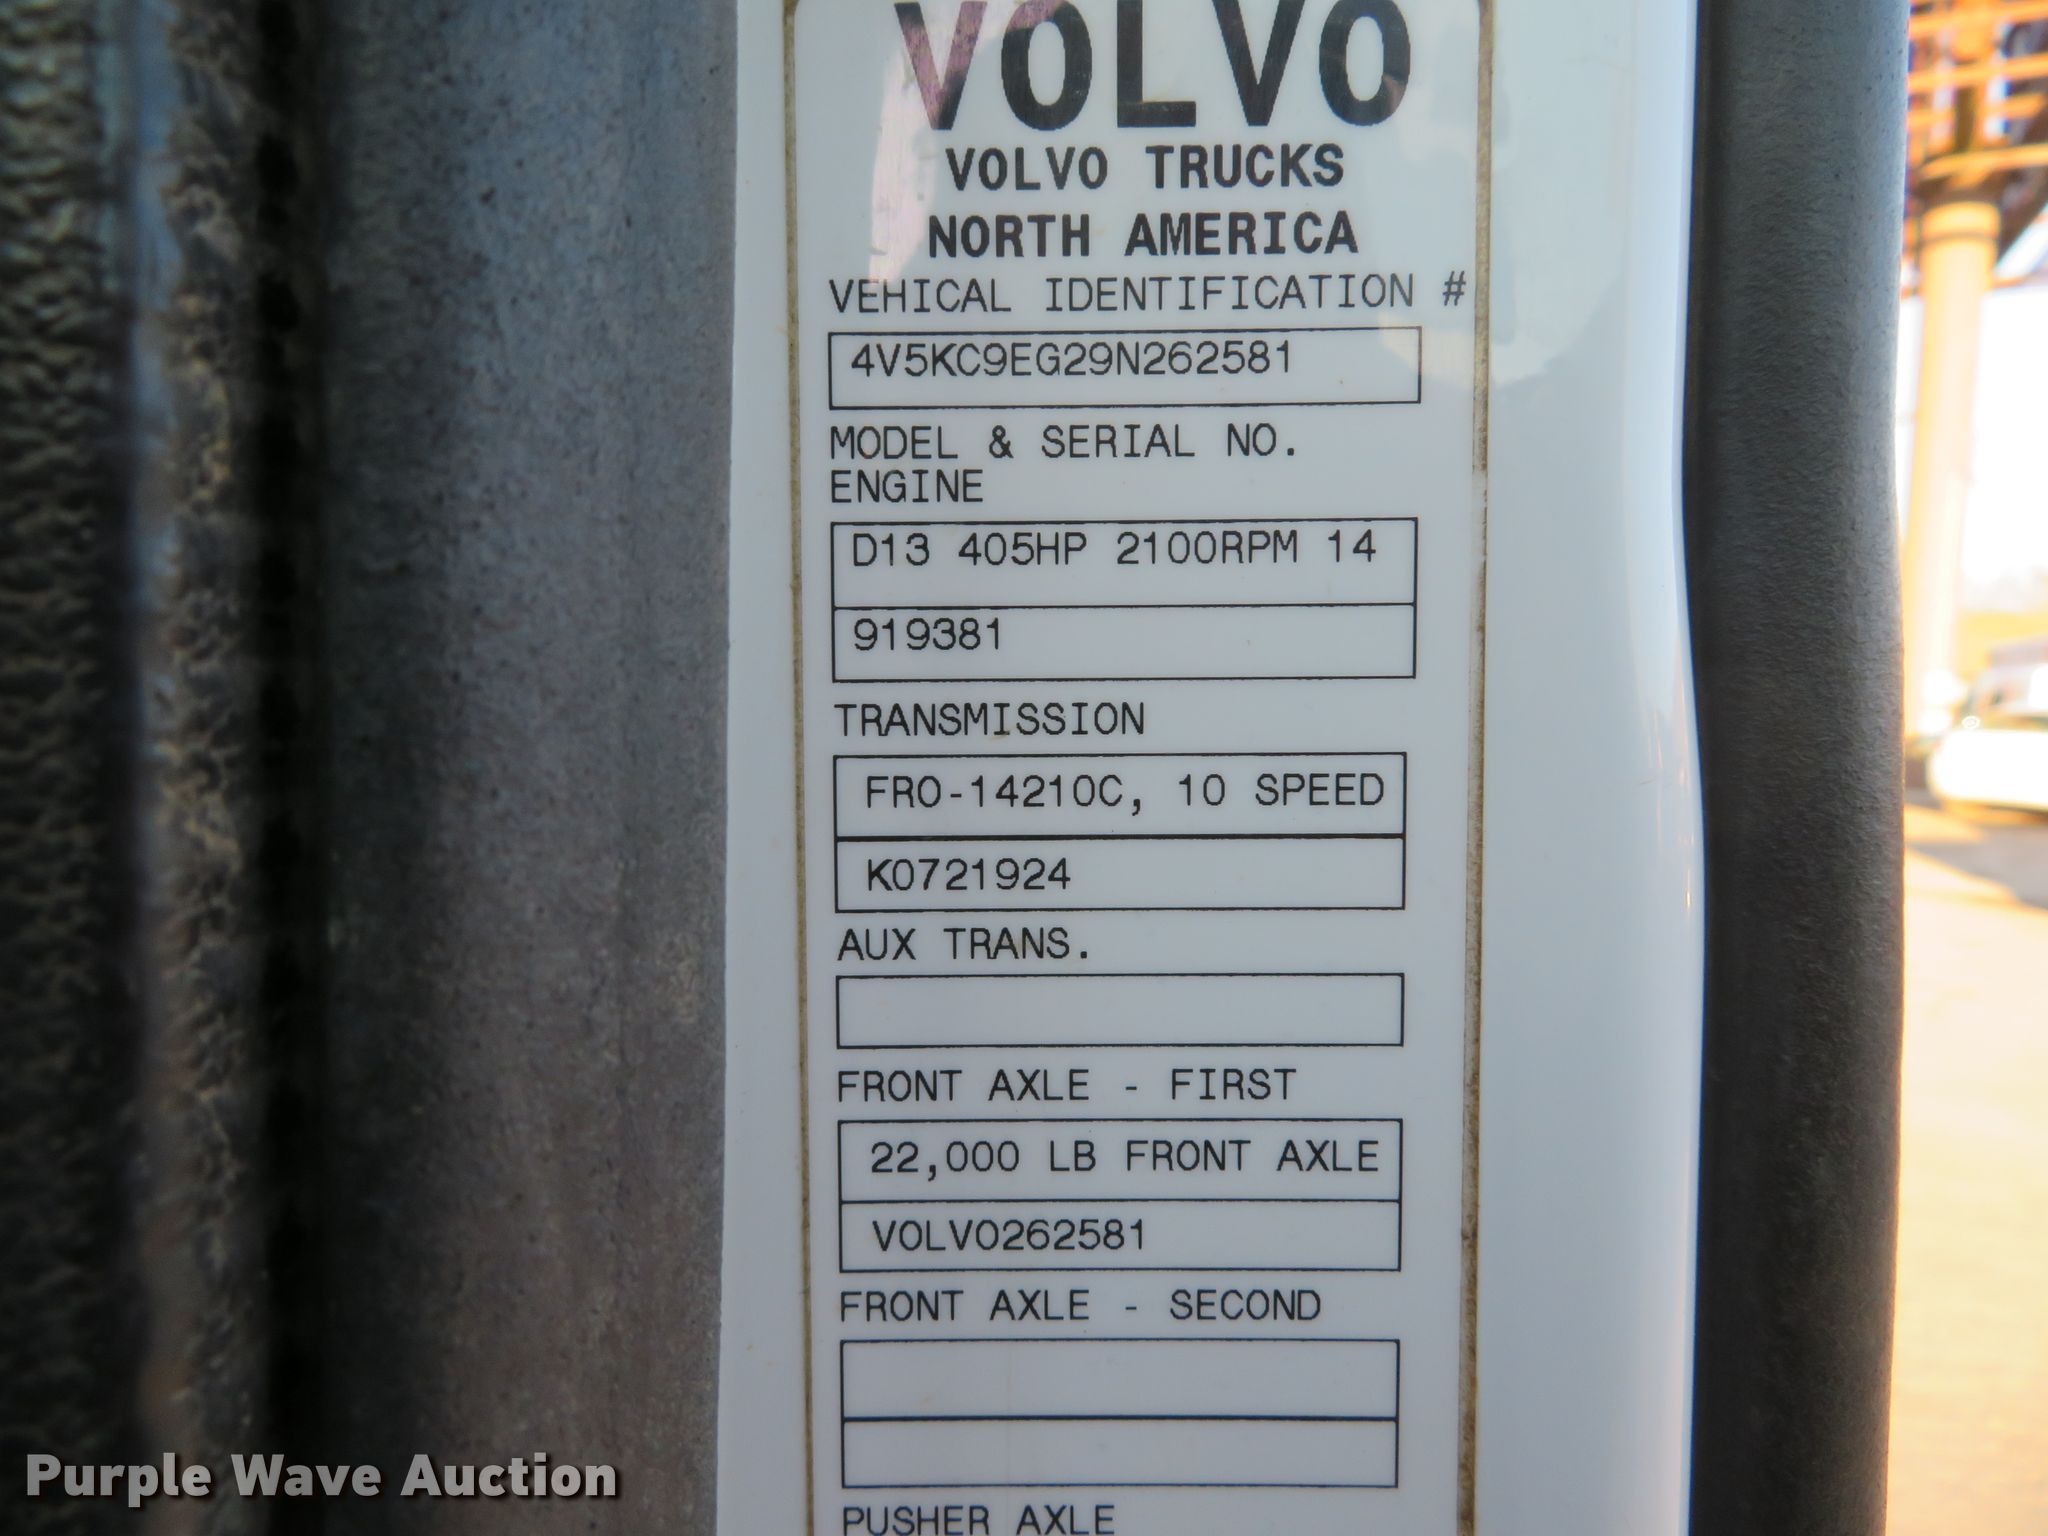 VOLVO
VOLVO TRUCKS
NORTH AMERICA
VEHICAL IDENTIFICATION #
4V5KC9EG29N262581
MODEL & SERIAL NO.
ENGINE
D13 405HP 2100RPM 14
919381
TRANSMISSION
FRO-14210C, 10 SPEED
K0721924
AUX TRANS.
FRONT AXLE - FIRST
22,000 LB FRONT AXLE
VOLVO262581
FRONT AXLE - SECOND
PUSHER AXLE
Purple Wave Auction